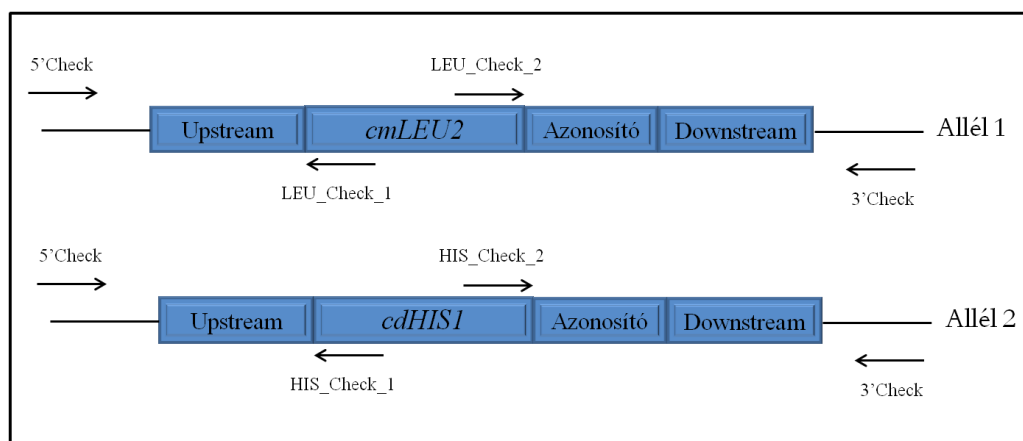 5’Check
LEU_Check_2
Upstream
cmLEU2
Azonosító
Downstream
Allél 1
LEU_Check_1
3’Check
5’Check
HIS_Check_2
Upstream
cdHIS1
Azonosító
Downstream
Allél 2
HIS_Check_1
3’Check